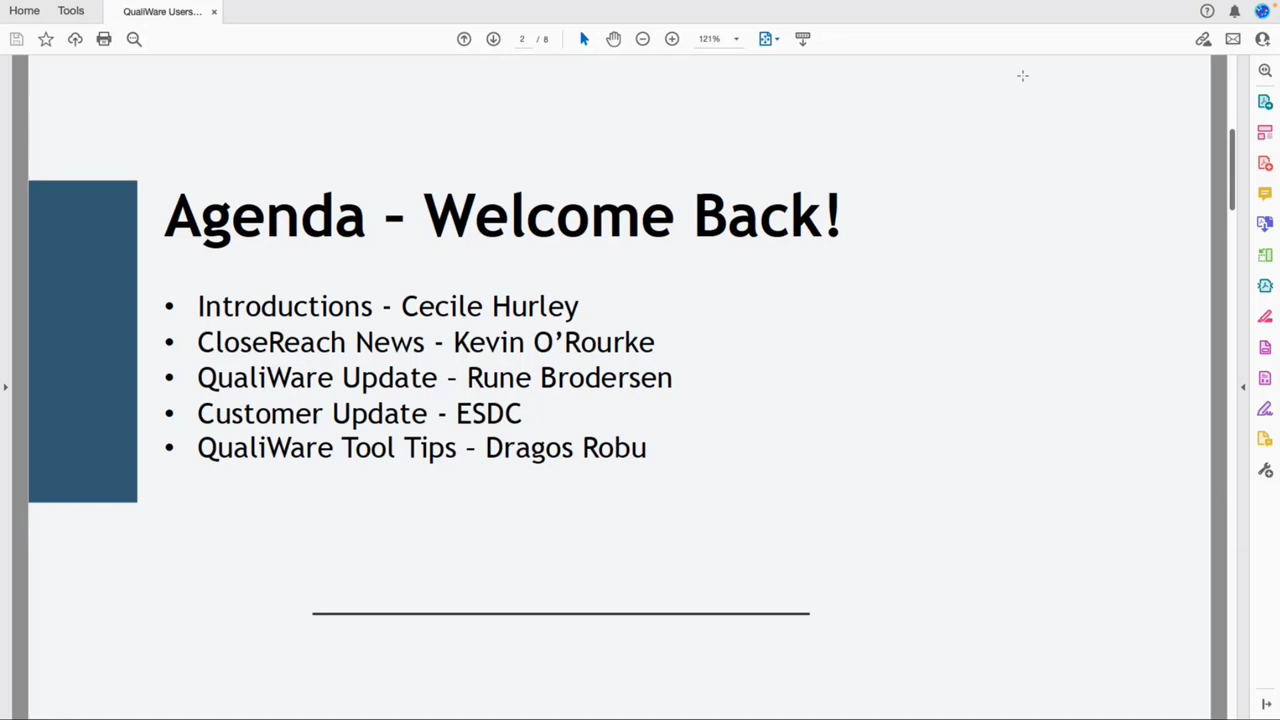 Home
Tools
QualiWare Users...
2 / 8
121%
Agenda – Welcome Back!
• Introductions - Cecile Hurley
• CloseReach News - Kevin O’Rourke
• QualiWare Update – Rune Brodersen
• Customer Update - ESDC
• QualiWare Tool Tips – Dragos Robu